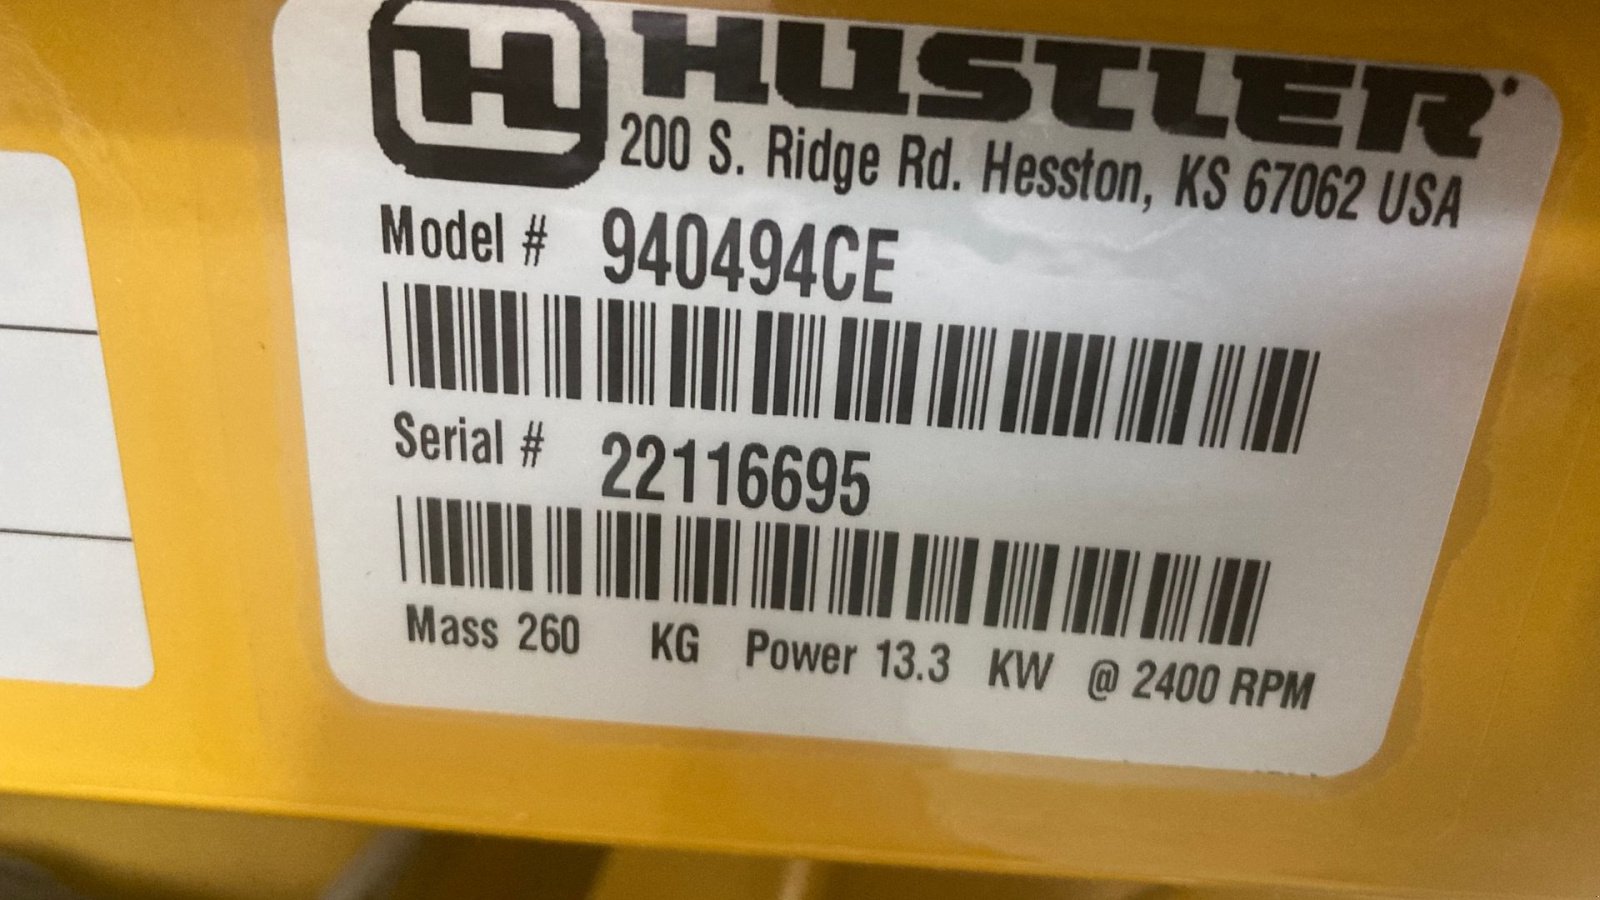 HUSTLER
200 S. Ridge Rd. Hesston, KS 67062 USA
Model # 940494CE
Serial # 22116695
Mass 260 KG Power 13.3 KW @ 2400 RPM